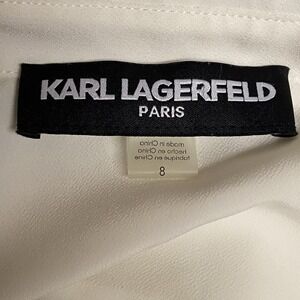 KARL LAGERFELD
PARIS
made in China
hecho en China
fabriqué en Chine
8